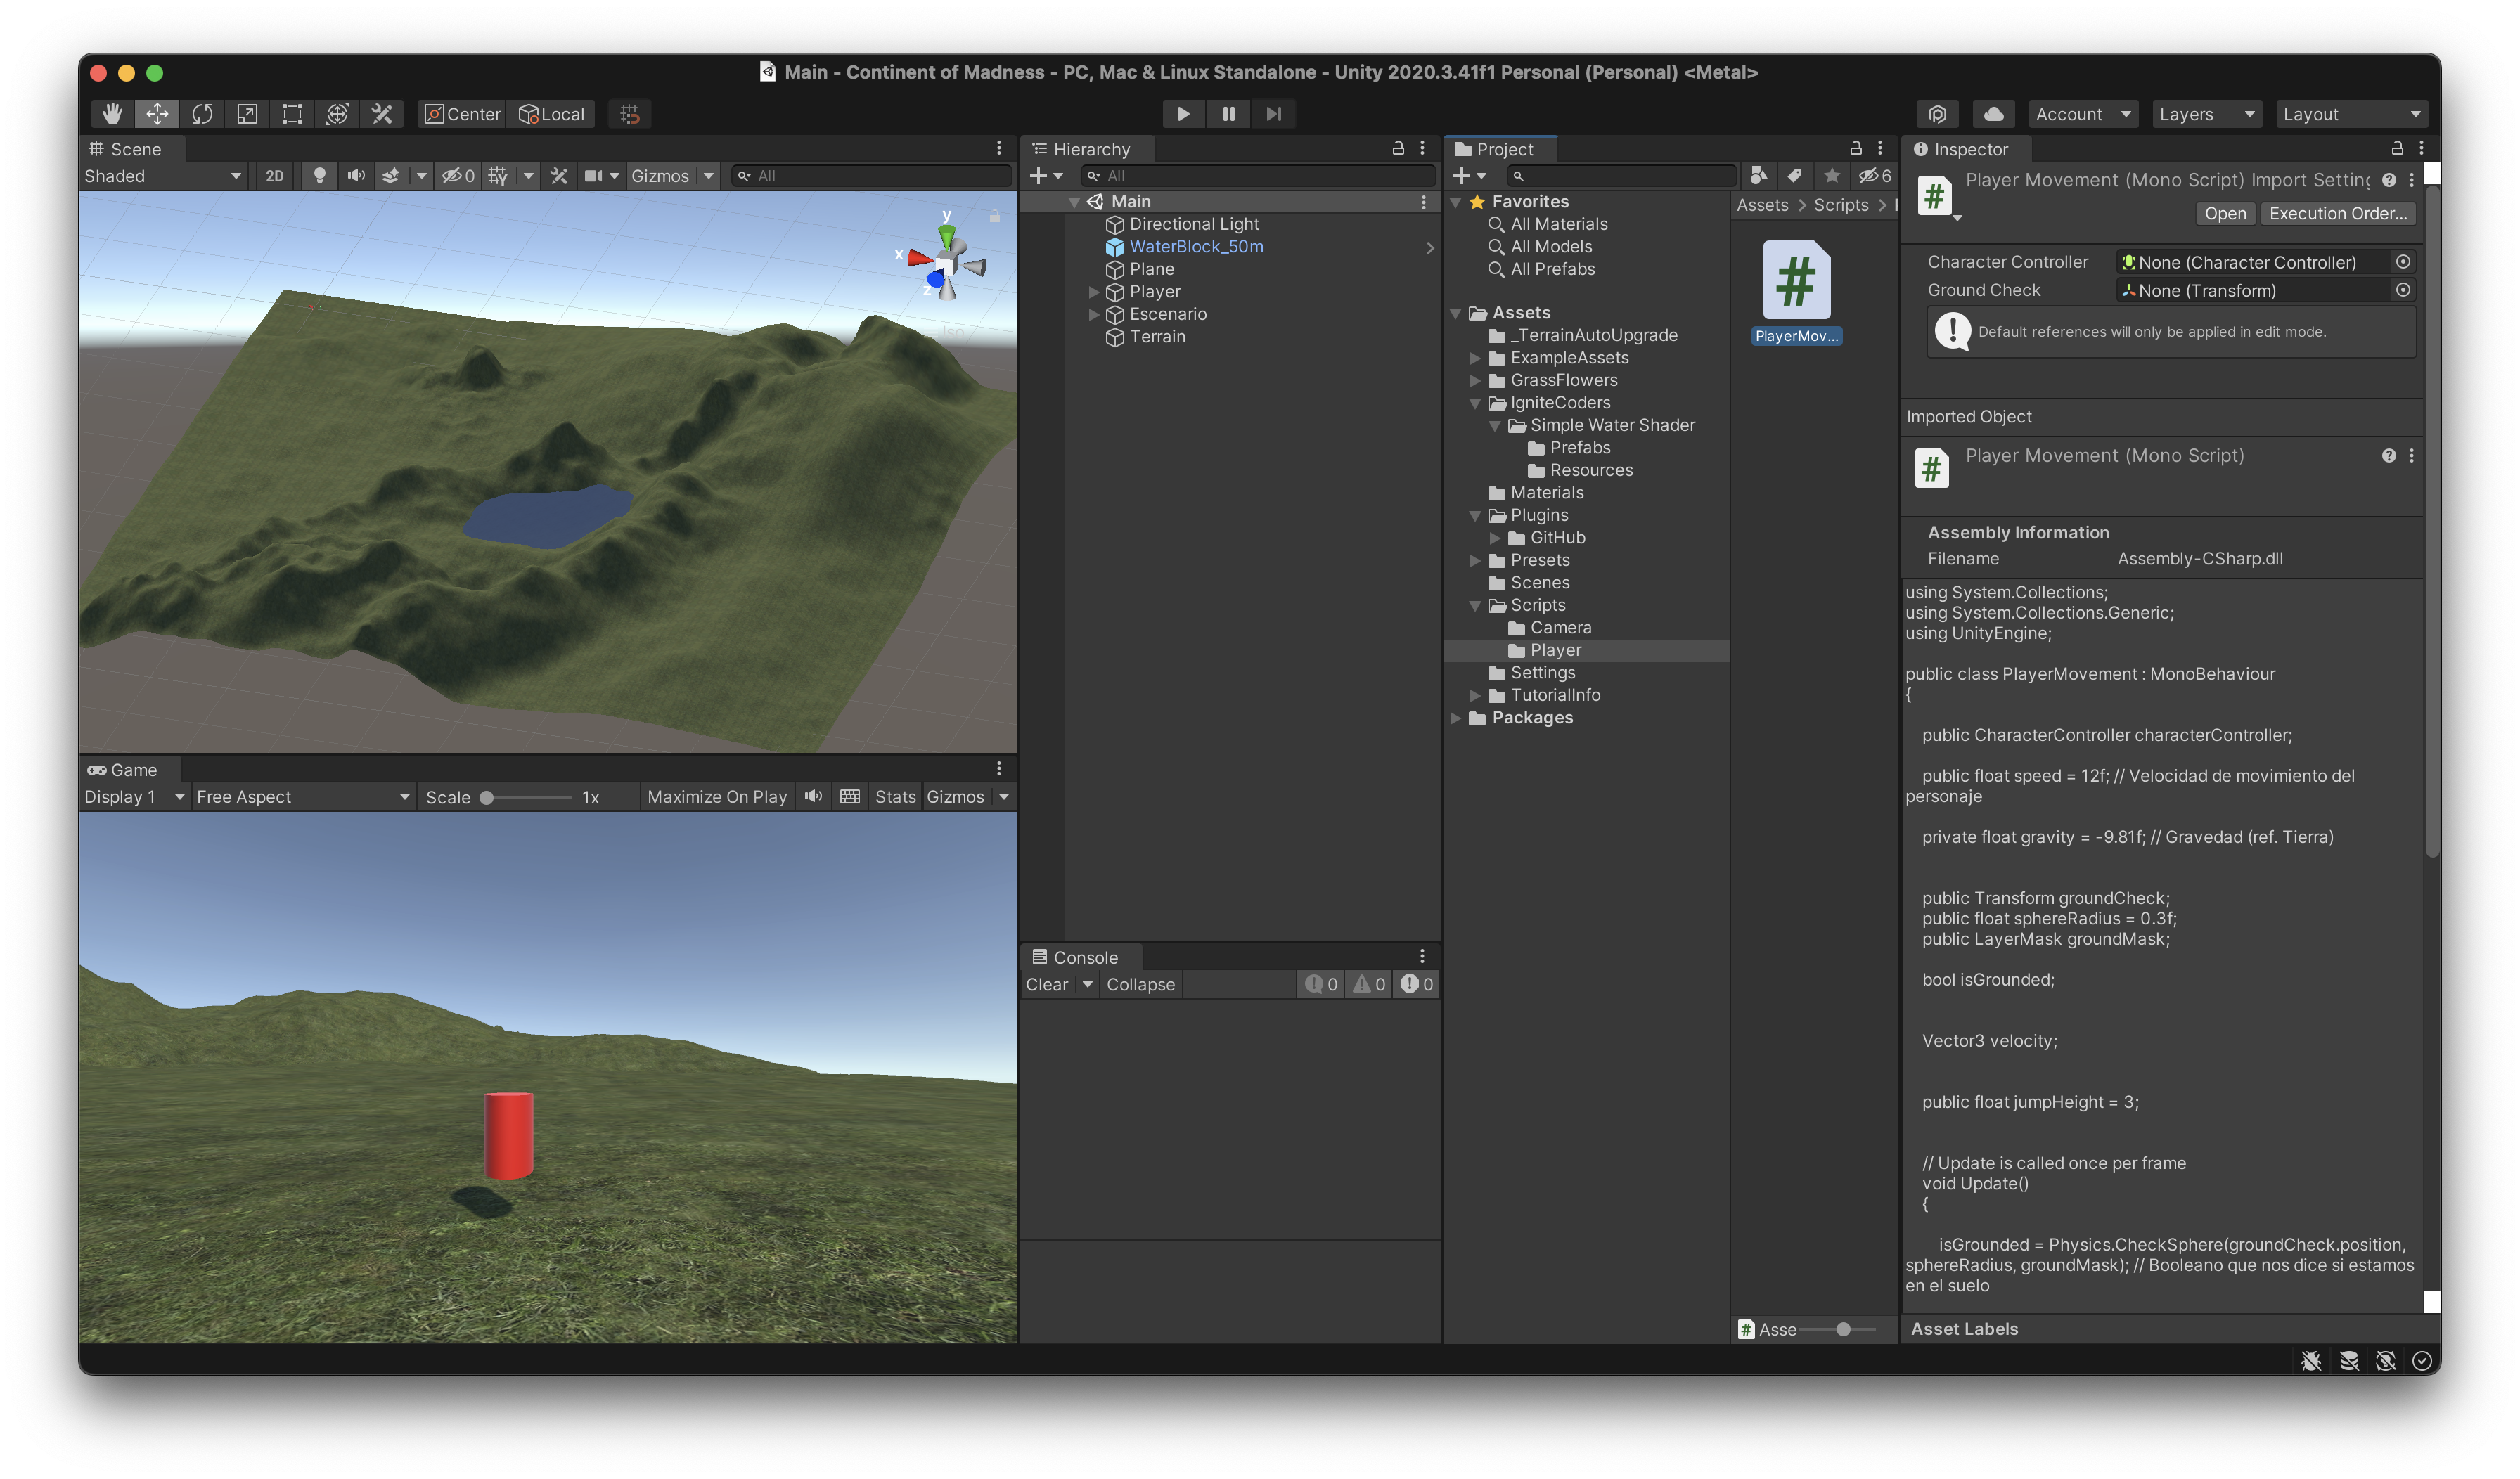 Main - Continent of Madness - PC, Mac & Linux Standalone - Unity 2020.3.41f1 Personal (Personal) <Metal>
Center
Local
Account
Layers
Layout
Scene
Shaded
2D
0
Gizmos
All
y
x
z
Iso
Game
Display 1
Free Aspect
Scale
1x
Maximize On Play
Stats
Gizmos
Hierarchy
All
Main
Directional Light
WaterBlock_50m
Plane
Player
Escenario
Terrain
Console
Clear
Collapse
0
0
0
Project
6
Favorites
All Materials
All Models
All Prefabs
Assets
_TerrainAutoUpgrade
ExampleAssets
GrassFlowers
IgniteCoders
Simple Water Shader
Prefabs
Resources
Materials
Plugins
GitHub
Presets
Scenes
Scripts
Camera
Player
Settings
TutorialInfo
Packages
Assets > Scripts >
#
PlayerMov...
# Asse
Inspector
#
Player Movement (Mono Script) Import Setting
Open
Execution Order...
Character Controller
None (Character Controller)
Ground Check
None (Transform)
Default references will only be applied in edit mode.
Imported Object
#
Player Movement (Mono Script)
Assembly Information
Filename
Assembly-CSharp.dll
using System.Collections;
using System.Collections.Generic;
using UnityEngine;
public class PlayerMovement : MonoBehaviour
{
public CharacterController characterController;
public float speed = 12f; // Velocidad de movimiento del
personaje
private float gravity = -9.81f; // Gravedad (ref. Tierra)
public Transform groundCheck;
public float sphereRadius = 0.3f;
public LayerMask groundMask;
bool isGrounded;
Vector3 velocity;
public float jumpHeight = 3;
// Update is called once per frame
void Update()
{
isGrounded = Physics.CheckSphere(groundCheck.position,
sphereRadius, groundMask); // Booleano que nos dice si estamos
en el suelo
Asset Labels